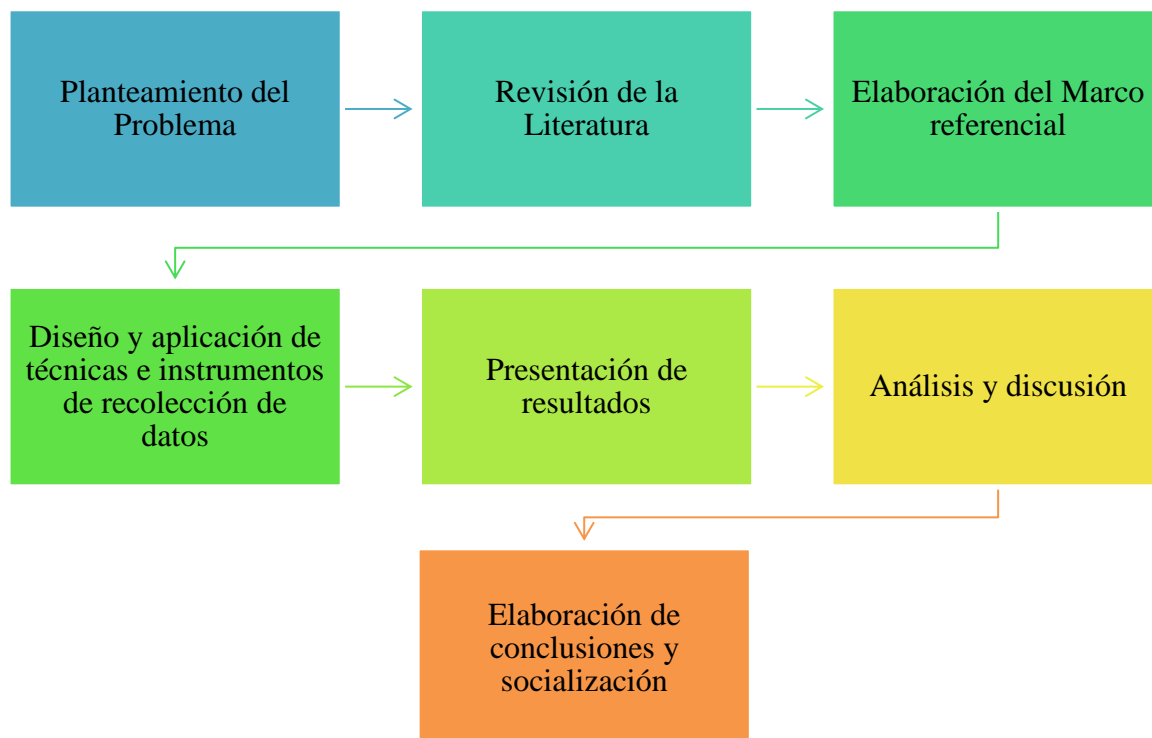 Planteamiento del
Problema
Revisión de la
Literatura
Elaboración del Marco
referencial
Diseño y aplicación de
técnicas e instrumentos
de recolección de
datos
Presentación de
resultados
Análisis y discusión
Elaboración de
conclusiones y
socialización